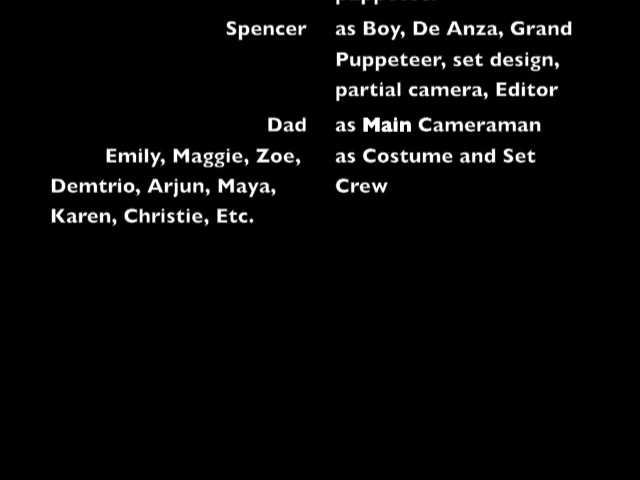 Spencer as Boy, De Anza, Grand
Puppeteer, set design,
partial camera, Editor
Dad as Main Cameraman
Emily, Maggie, Zoe, as Costume and Set
Demtrio, Arjun, Maya, Crew
Karen, Christie, Etc.